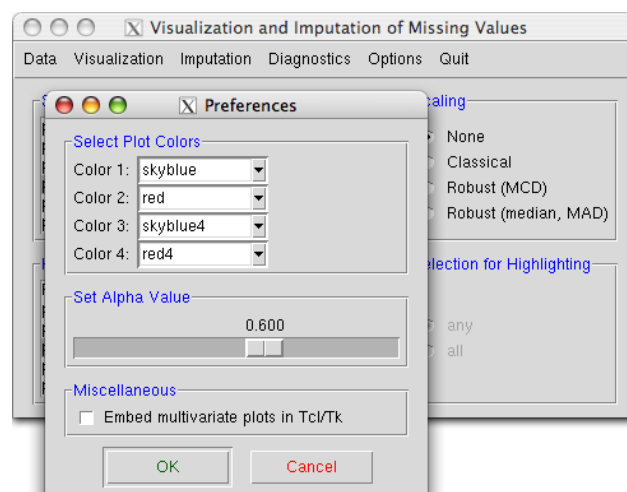 Visualization and Imputation of Missing Values
Data Visualization Imputation Diagnostics Options Quit
Preferences
Select Plot Colors
Color 1: skyblue
Color 2: red
Color 3: skyblue4
Color 4: red4
Set Alpha Value
0.600
Miscellaneous
Embed multivariate plots in Tcl/Tk
OK Cancel
None
Classical
Robust (MCD)
Robust (median, MAD)
for Highlighting
any
all